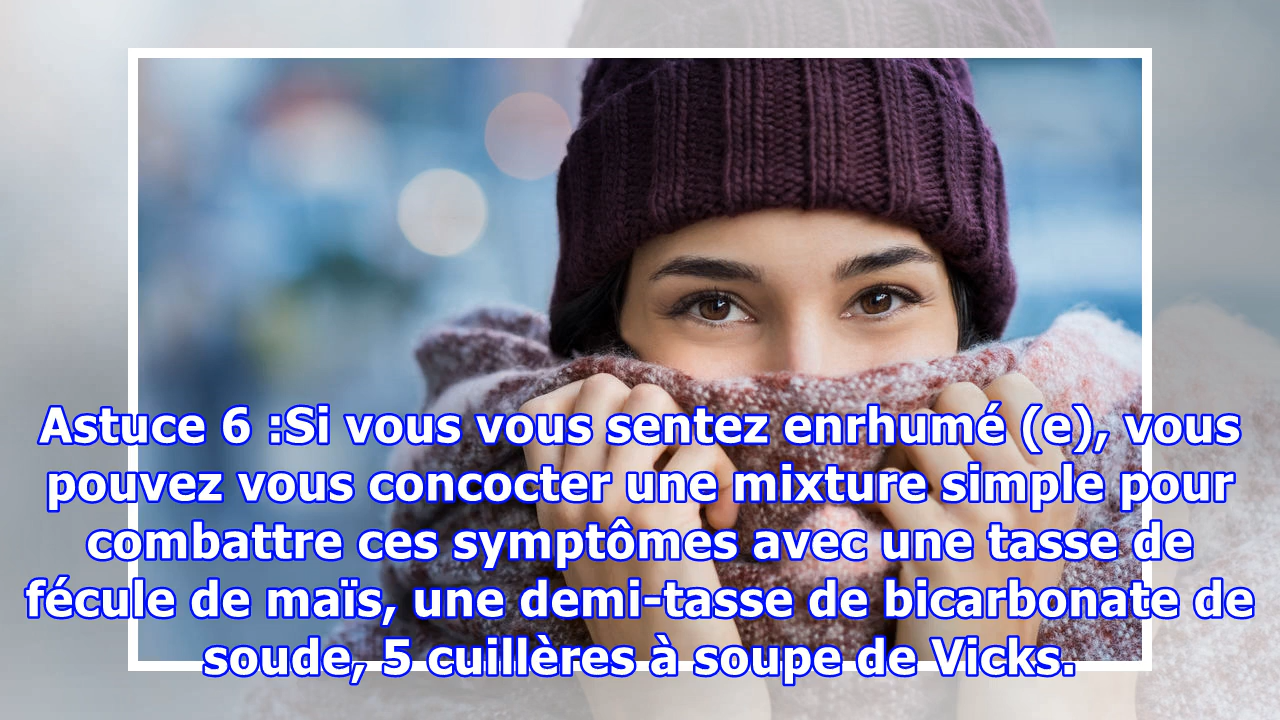 Astuce 6 :Si vous vous sentez enrhumé (e), vous
pouvez vous concocter une mixture simple pour
combattre ces symptômes avec une tasse de
fécule de maïs, une demi-tasse de bicarbonate de
soude, 5 cuillères à soupe de Vicks.